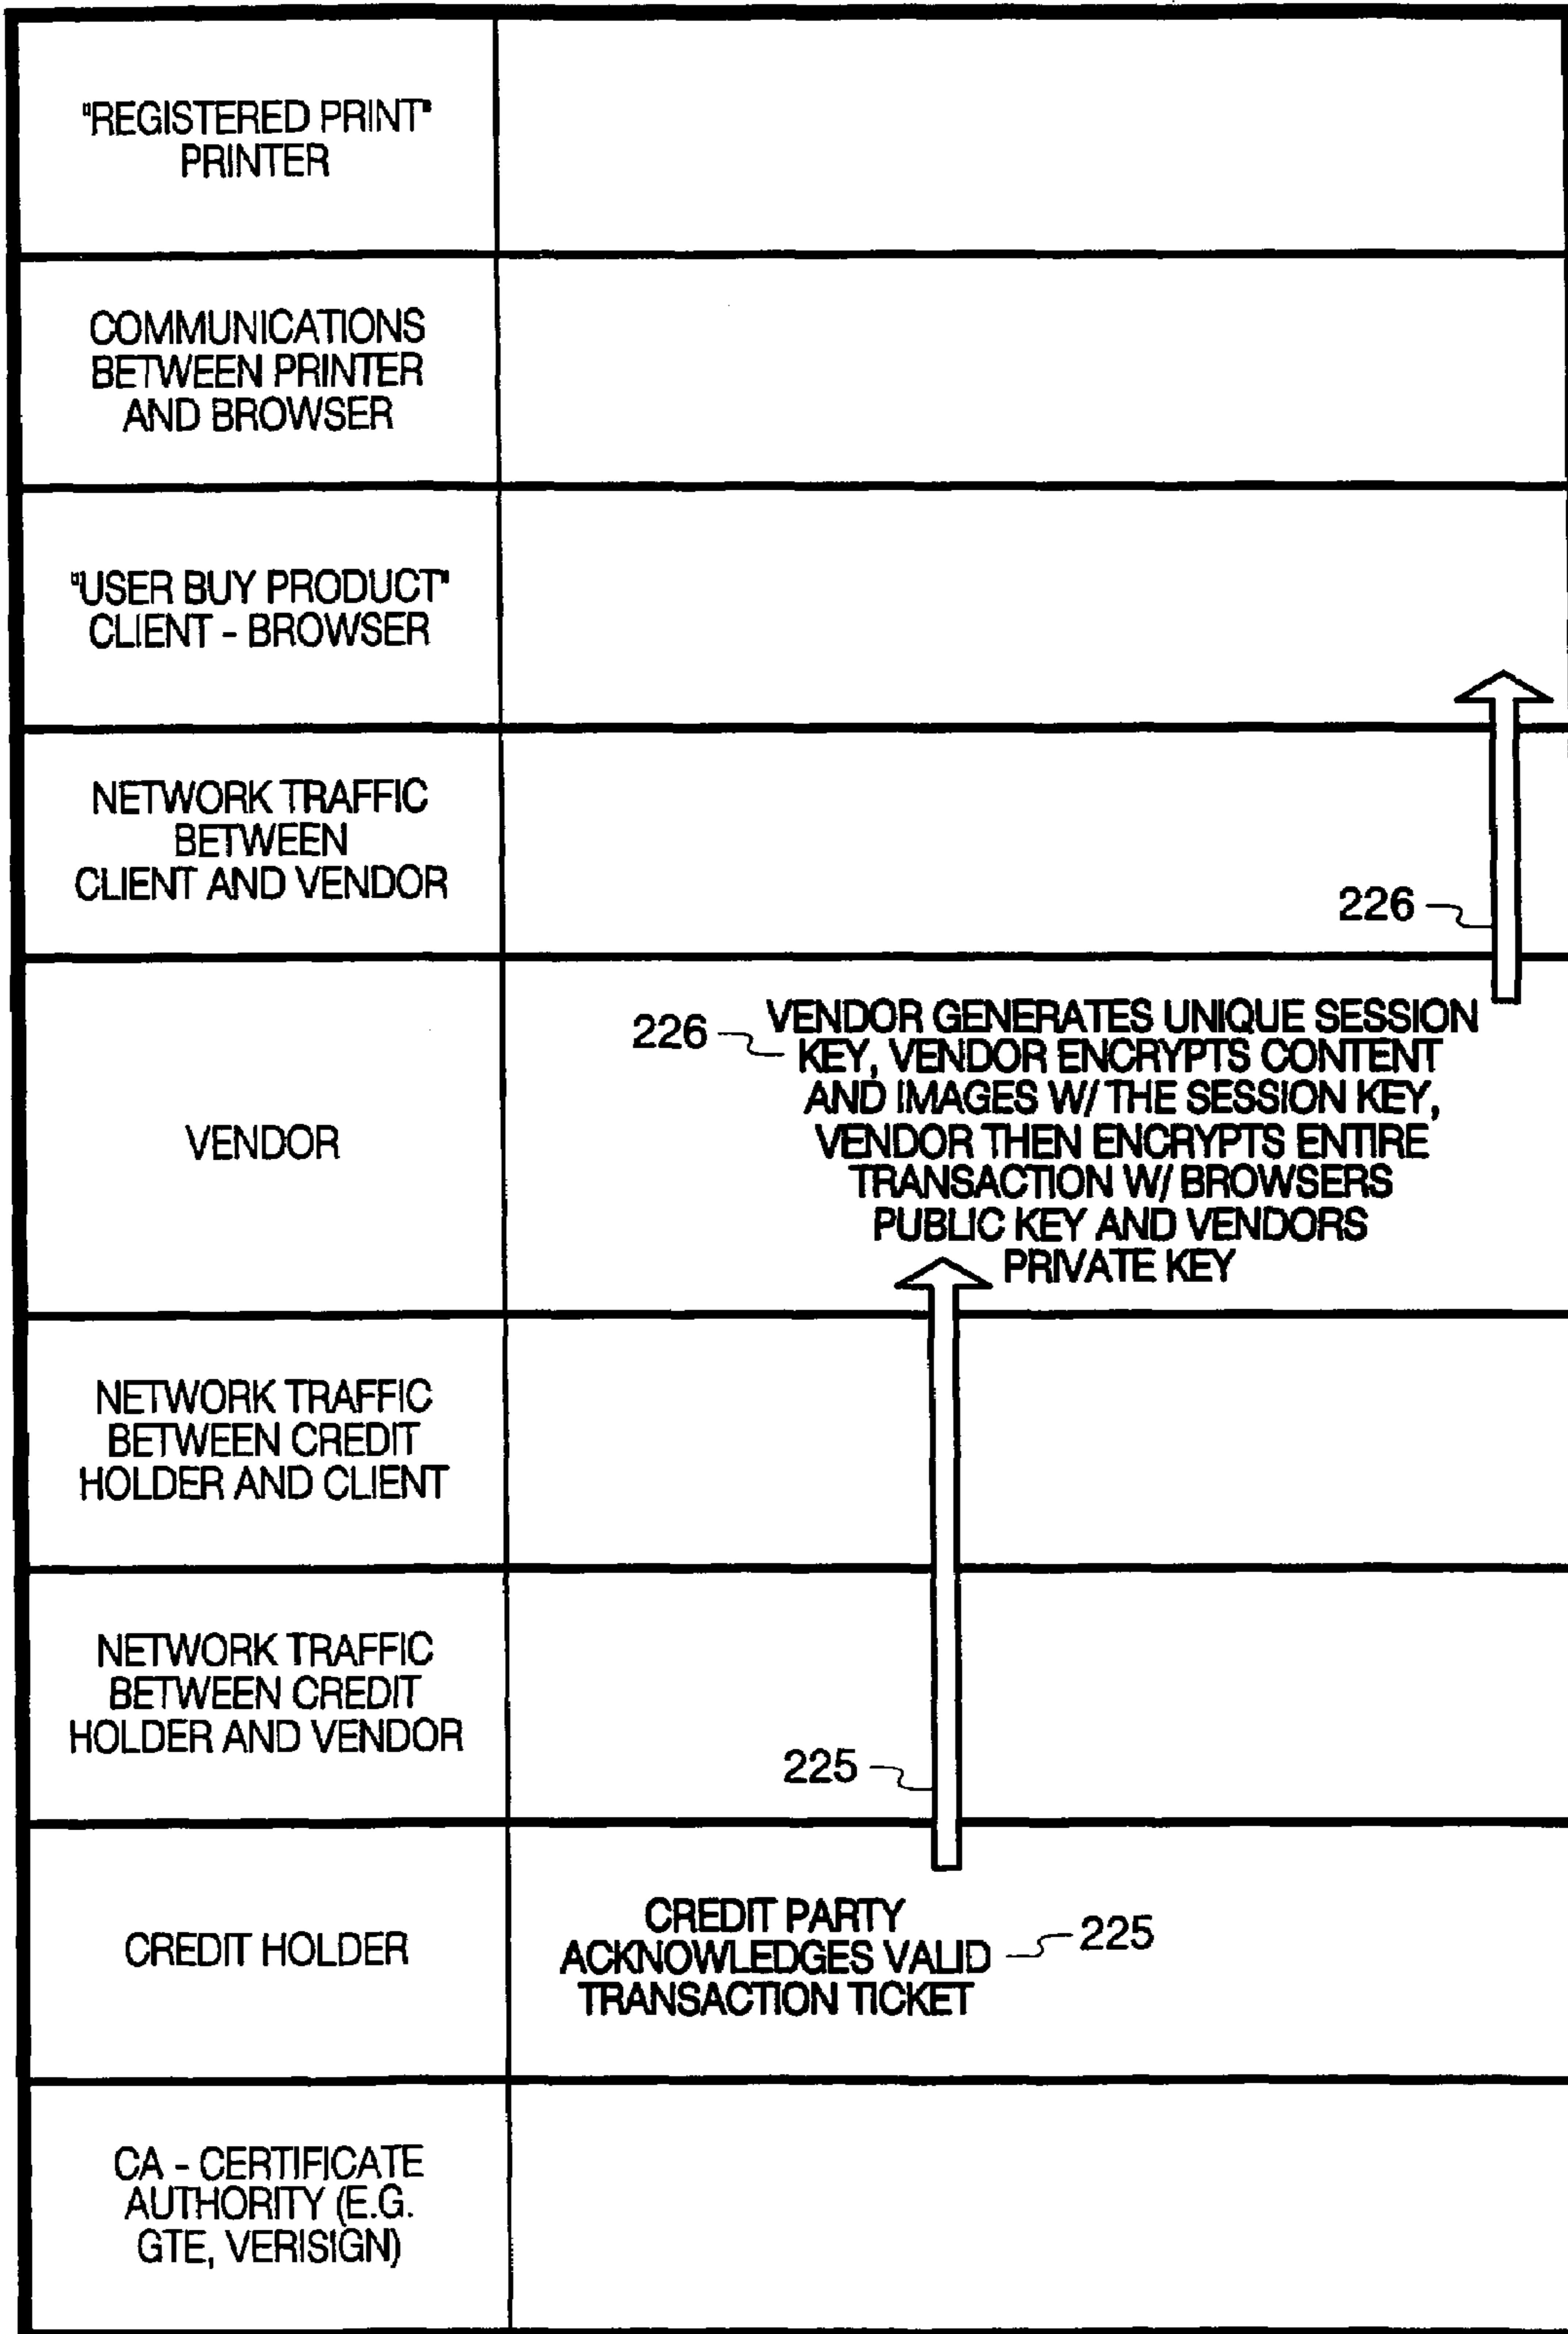 "REGISTERED PRINT"
PRINTER
COMMUNICATIONS
BETWEEN PRINTER
AND BROWSER
"USER BUY PRODUCT"
CLIENT - BROWSER
NETWORK TRAFFIC
BETWEEN
CLIENT AND VENDOR
226
VENDOR
226
VENDOR GENERATES UNIQUE SESSION
KEY, VENDOR ENCRYPTS CONTENT
AND IMAGES W/ THE SESSION KEY,
VENDOR THEN ENCRYPTS ENTIRE
TRANSACTION W/ BROWSERS
PUBLIC KEY AND VENDORS
PRIVATE KEY
NETWORK TRAFFIC
BETWEEN CREDIT
HOLDER AND CLIENT
NETWORK TRAFFIC
BETWEEN CREDIT
HOLDER AND VENDOR
225
CREDIT HOLDER
CREDIT PARTY
ACKNOWLEDGES VALID
TRANSACTION TICKET
225
CA - CERTIFICATE
AUTHORITY (E.G.
GTE, VERISIGN)